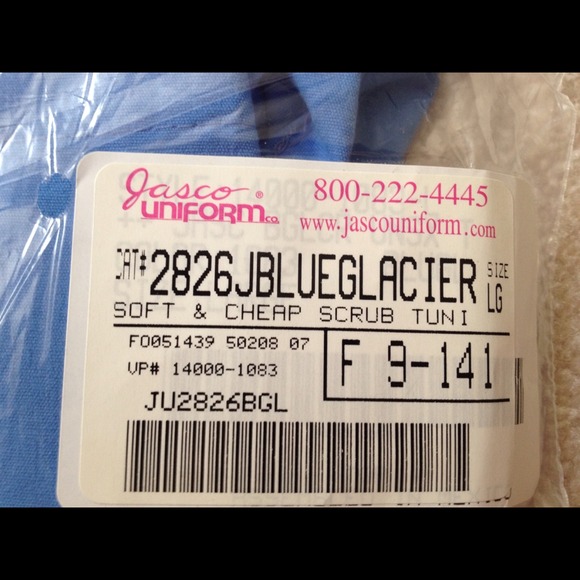 Jasco®
UNIFORM CO.
800-222-4445
www.jascouniform.com
CAT# 2826JBLUEGLACIER SIZE LG
SOFT & CHEAP SCRUB TUNI
FO051439 50208 07
VP# 14000-1083
F 9-141
JU2826BGL